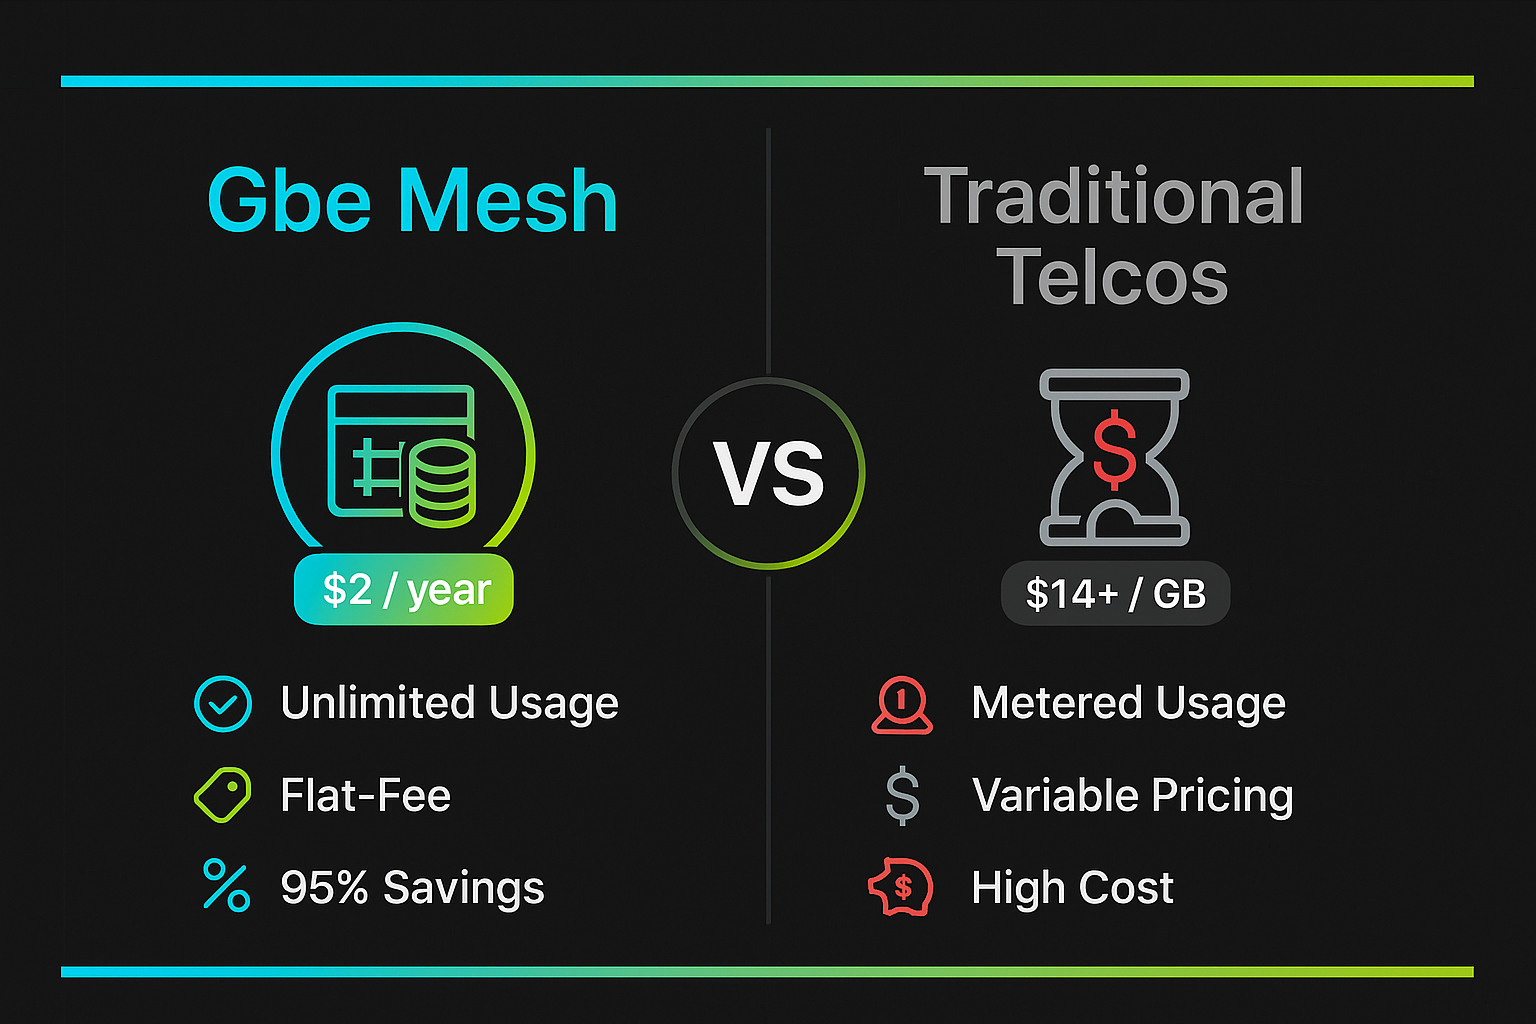 Gbe Mesh
$2 / year
Unlimited Usage
Flat-Fee
95% Savings
VS
Traditional
Telcos
$
$14+ / GB
1
Metered Usage
$
Variable Pricing
$
High Cost